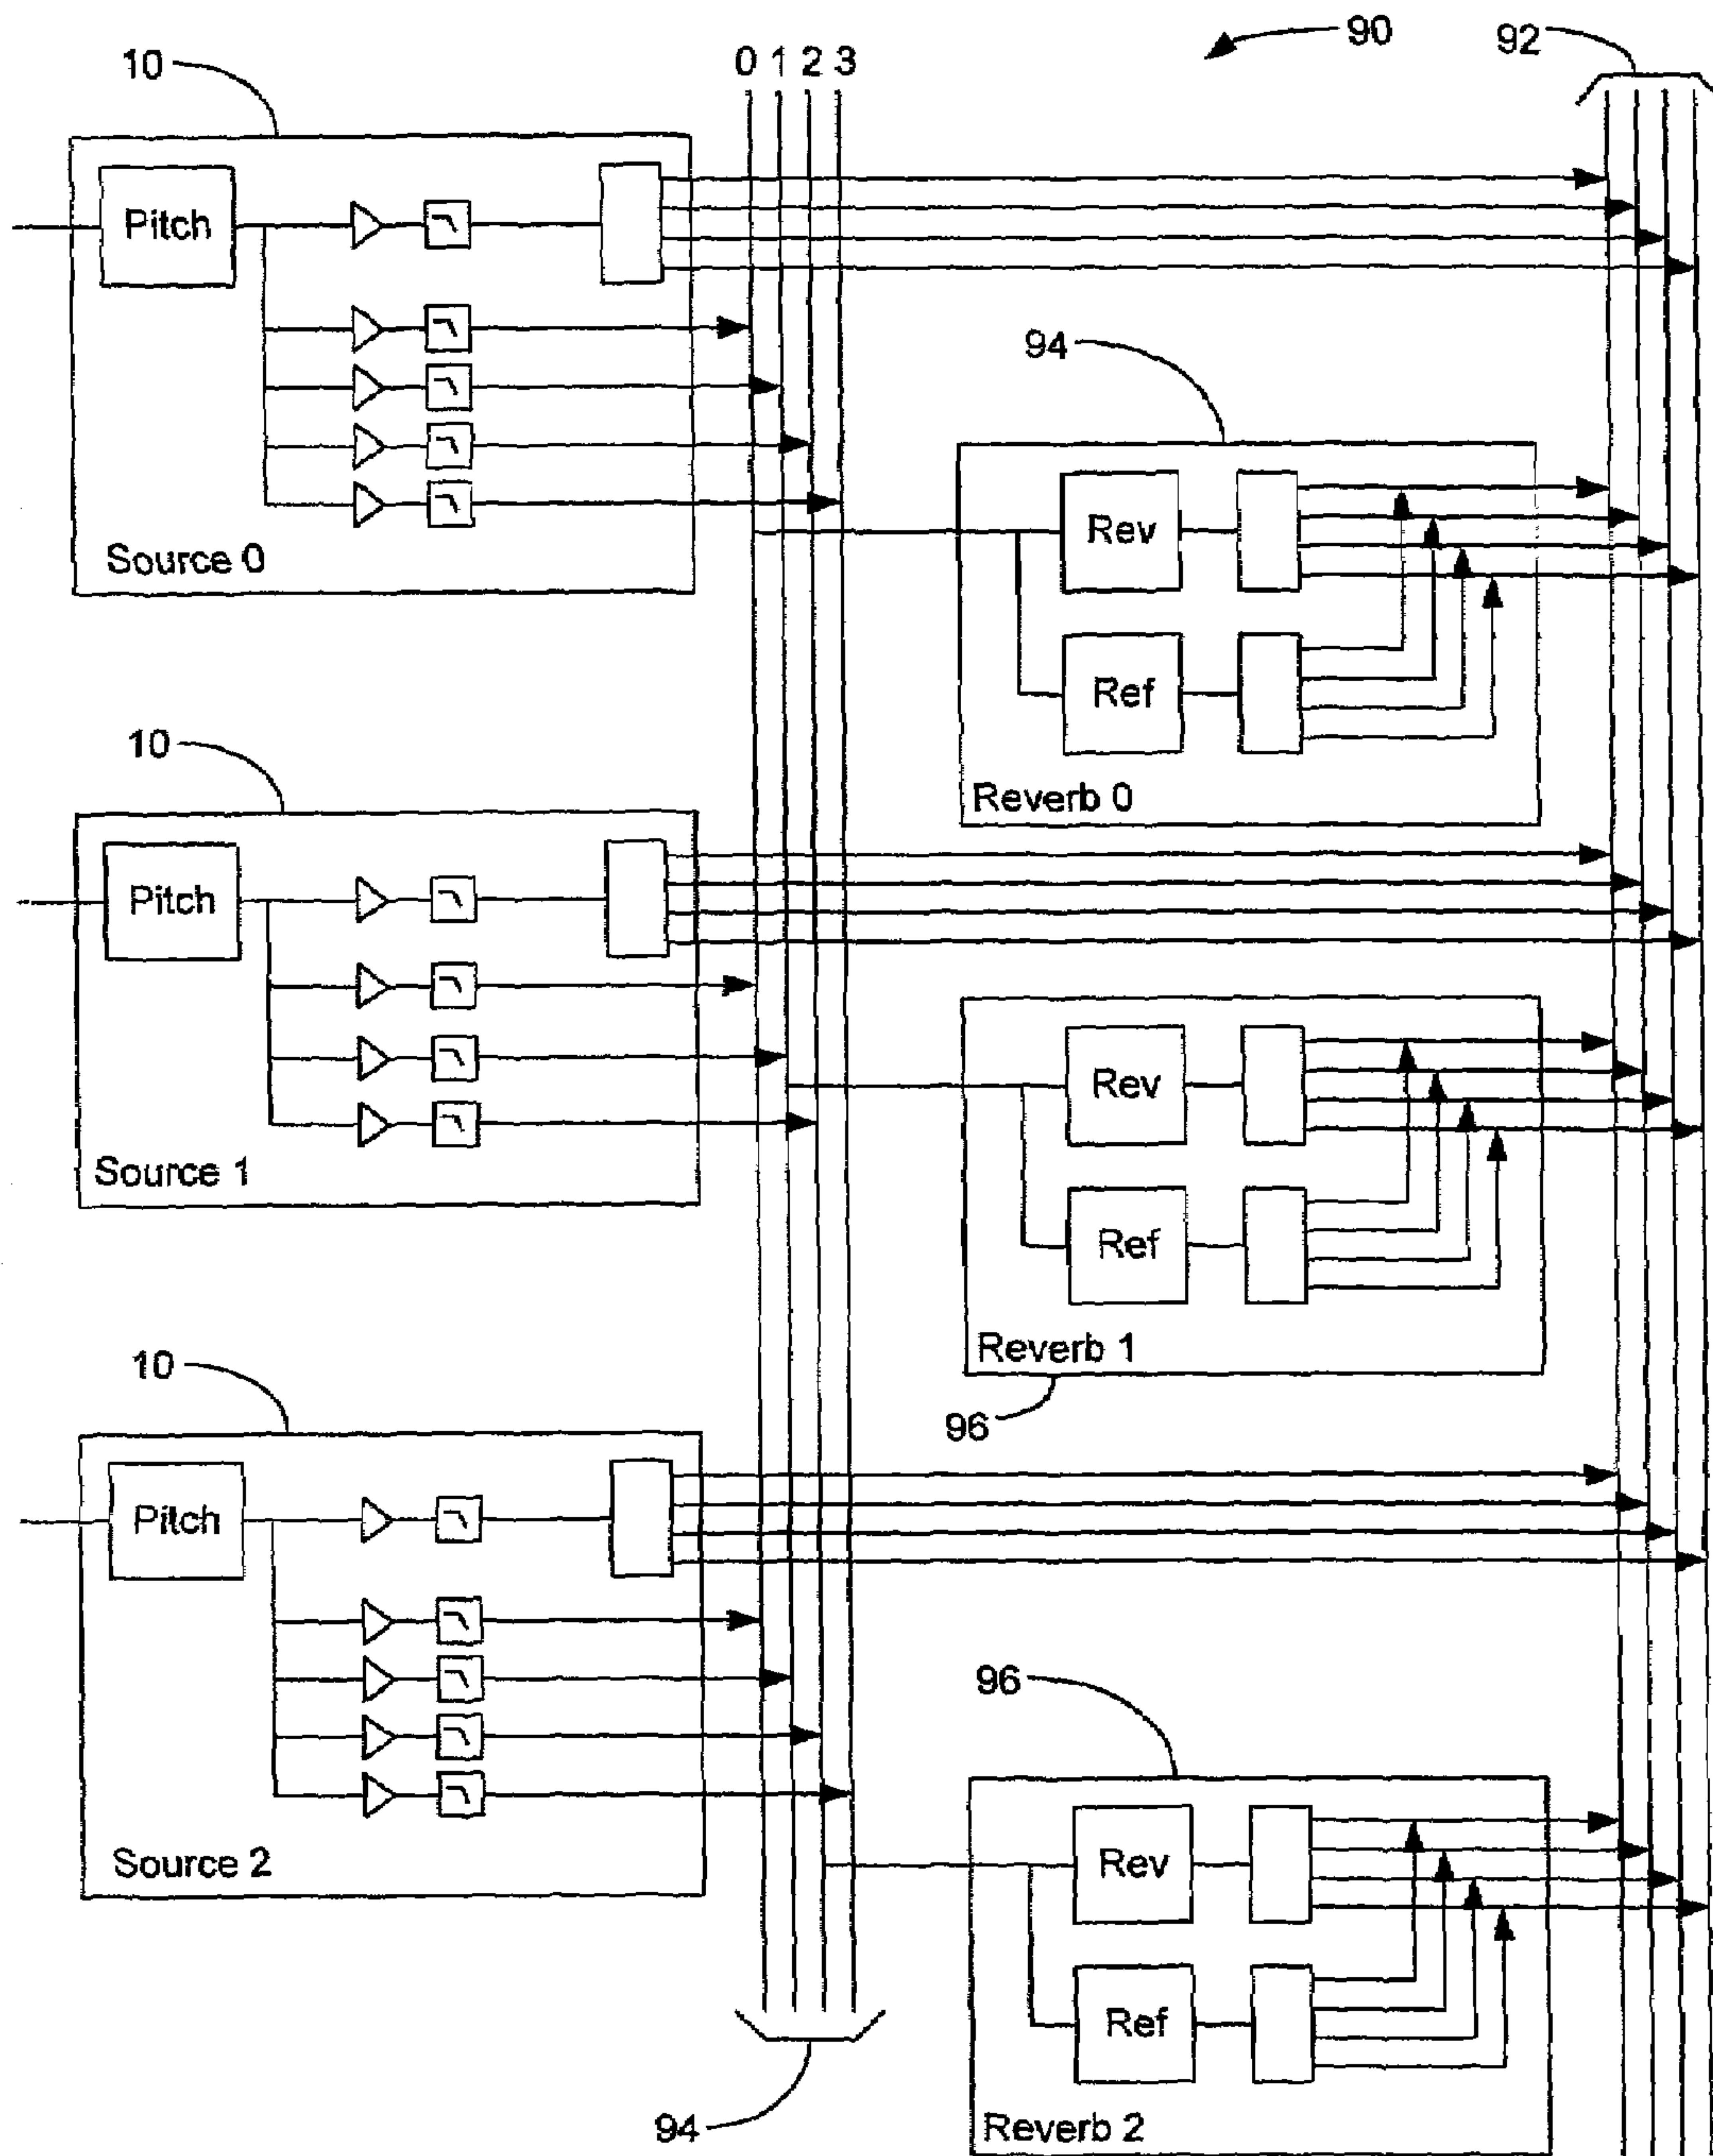 90
92
10
0 1 2 3
Pitch
Source 0
94
Rev
Ref
Reverb 0
10
Pitch
Source 1
Rev
Ref
Reverb 1
96
10
Pitch
Source 2
96
Rev
Ref
Reverb 2
94